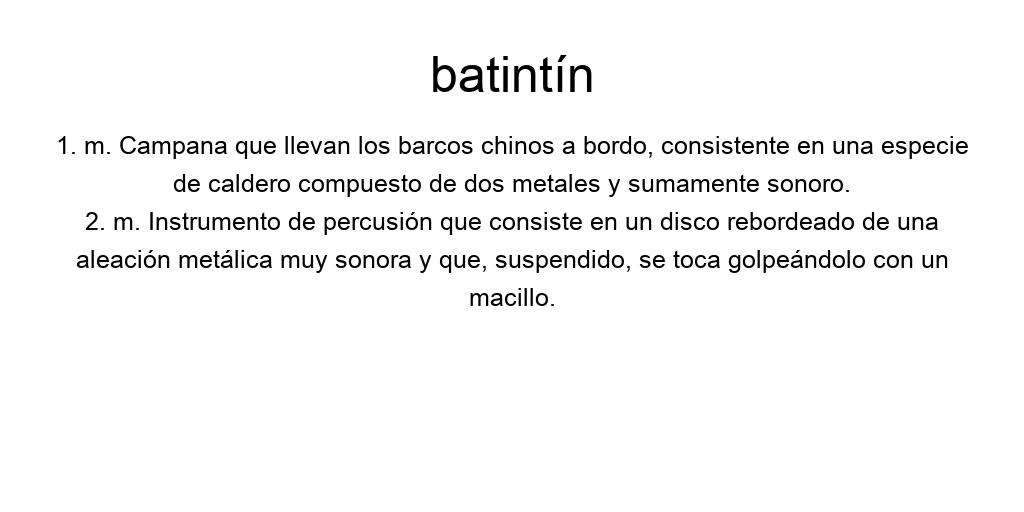 batintín
1. m. Campana que llevan los barcos chinos a bordo, consistente en una especie
de caldero compuesto de dos metales y sumamente sonoro.
2. m. Instrumento de percusión que consiste en un disco rebordeado de una
aleación metálica muy sonora y que, suspendido, se toca golpeándolo con un
macillo.